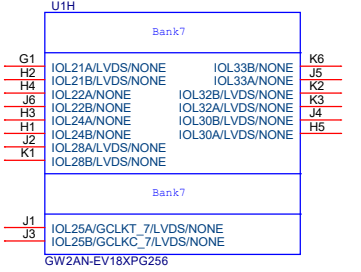 U1H
Bank7
G1 IOL21A/LVDS/NONE IOL33B/NONE K6
H2 IOL21B/LVDS/NONE IOL33A/NONE J5
H4 IOL22A/NONE IOL32B/LVDS/NONE K2
J6 IOL22B/NONE IOL32A/LVDS/NONE K3
H3 IOL24A/NONE IOL30B/LVDS/NONE J4
H1 IOL24B/NONE IOL30A/LVDS/NONE H5
J2 IOL28A/LVDS/NONE
K1 IOL28B/LVDS/NONE
Bank7
J1 IOL25A/GCLKT_7/LVDS/NONE
J3 IOL25B/GCLKC_7/LVDS/NONE
GW2AN-EV18XPG256